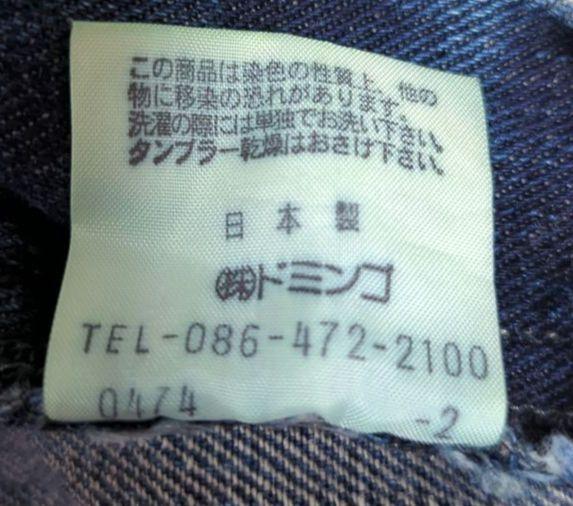 この商品は染色の性質上、他の
物に移染の恐れがあります。
洗濯の際には単独でお洗い下さい。
タンブラー乾燥はおさけ下さい。
日本製
㈱ドミンゴ
TEL-086-472-2100
0474 -2